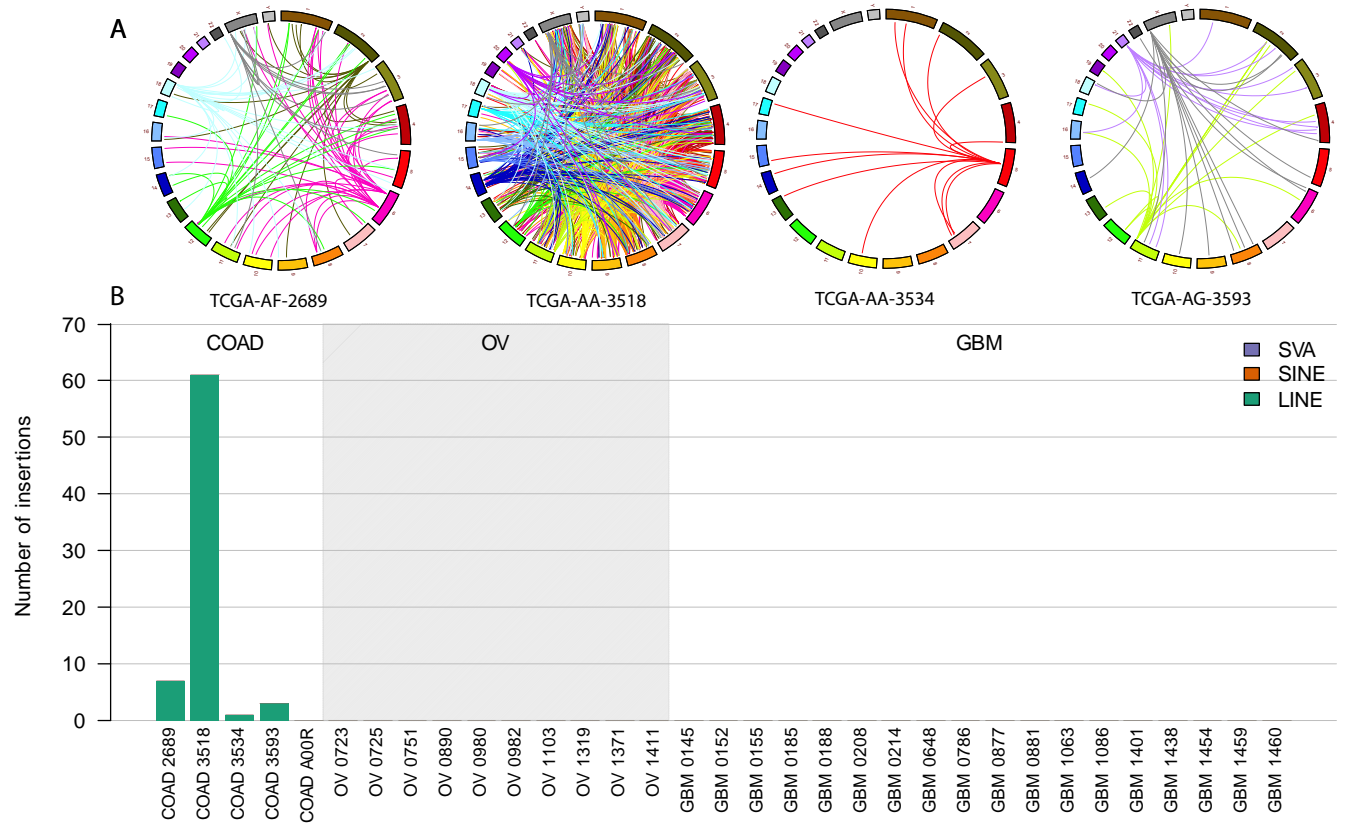 A
TCGA-AF-2689
TCGA-AA-3518
TCGA-AA-3534
TCGA-AG-3593
B
COAD
OV
GBM
SVA
SINE
LINE
Number of insertions
70
60
50
40
30
20
10
0
COAD 2689
COAD 3518
COAD 3534
COAD 3593
COAD A00R
OV 0723
OV 0725
OV 0751
OV 0890
OV 0980
OV 0982
OV 1103
OV 1319
OV 1371
OV 1411
GBM 0145
GBM 0152
GBM 0155
GBM 0185
GBM 0188
GBM 0208
GBM 0214
GBM 0648
GBM 0786
GBM 0877
GBM 0881
GBM 1063
GBM 1086
GBM 1401
GBM 1438
GBM 1454
GBM 1459
GBM 1460